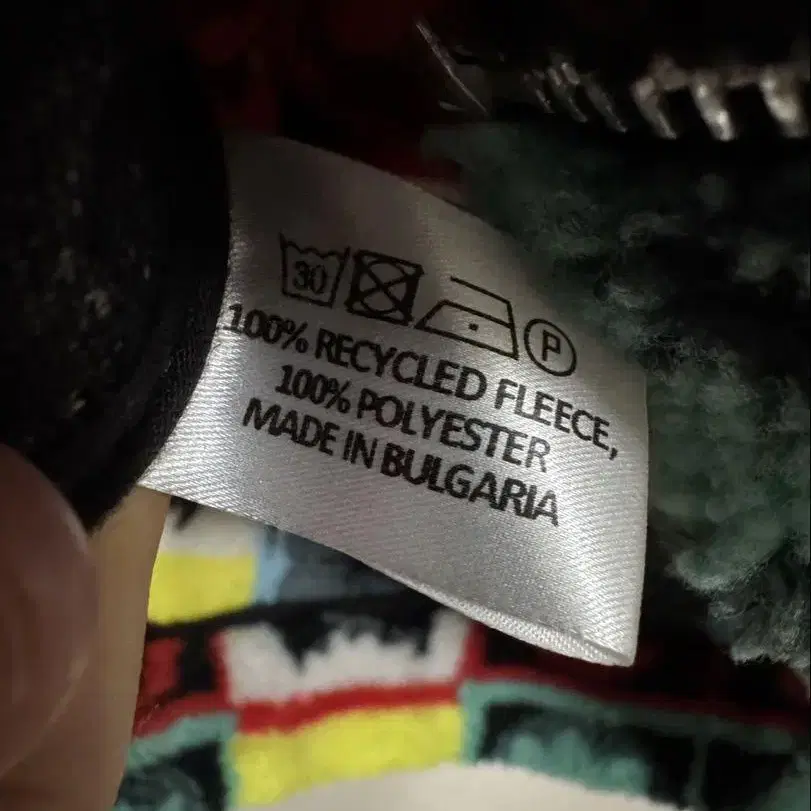 30 P
100% RECYCLED FLEECE,
100% POLYESTER
MADE IN BULGARIA